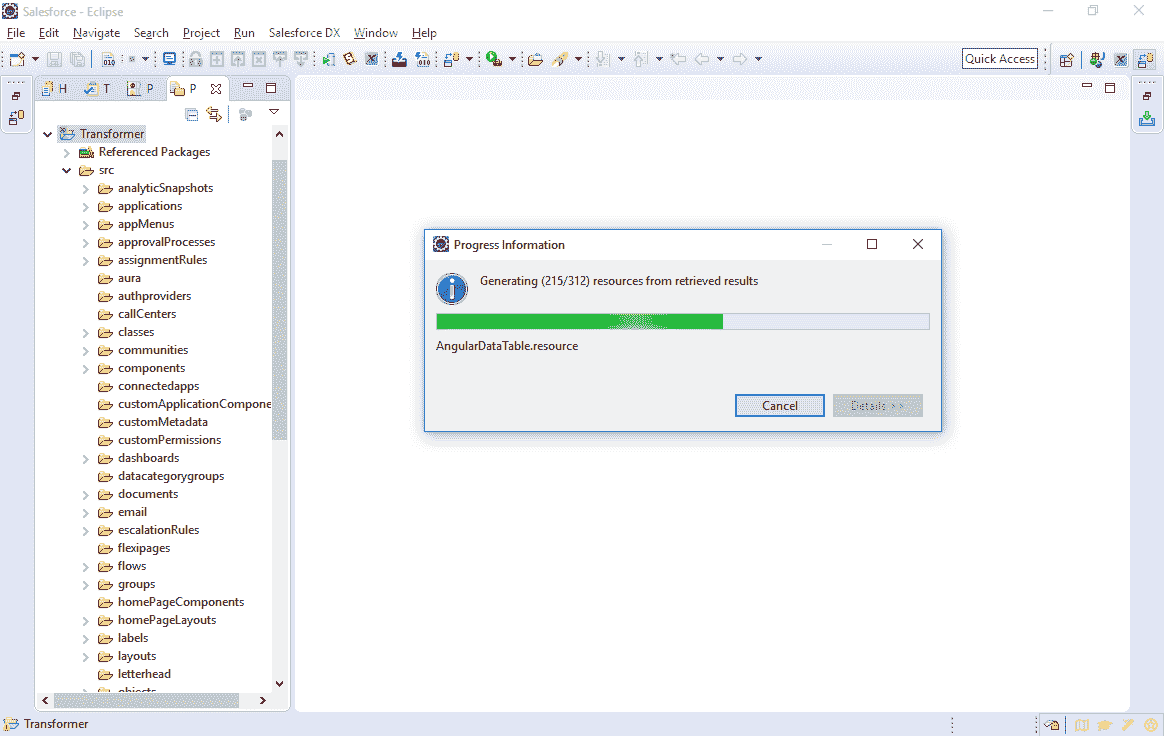 Salesforce - Eclipse
File Edit Navigate Search Project Run Salesforce DX Window Help
Quick Access
H T P P
Transformer
Referenced Packages
src
analyticSnapshots
applications
appMenus
approvalProcesses
assignmentRules
aura
authproviders
callCenters
classes
communities
components
connectedapps
customApplicationCompone
customMetadata
customPermissions
dashboards
datacategorygroups
documents
email
escalationRules
flexipages
flows
groups
homePageComponents
homePageLayouts
labels
layouts
letterhead
objects
Progress Information
Generating (215/312) resources from retrieved results
AngularDataTable.resource
Cancel Details >>
Transformer